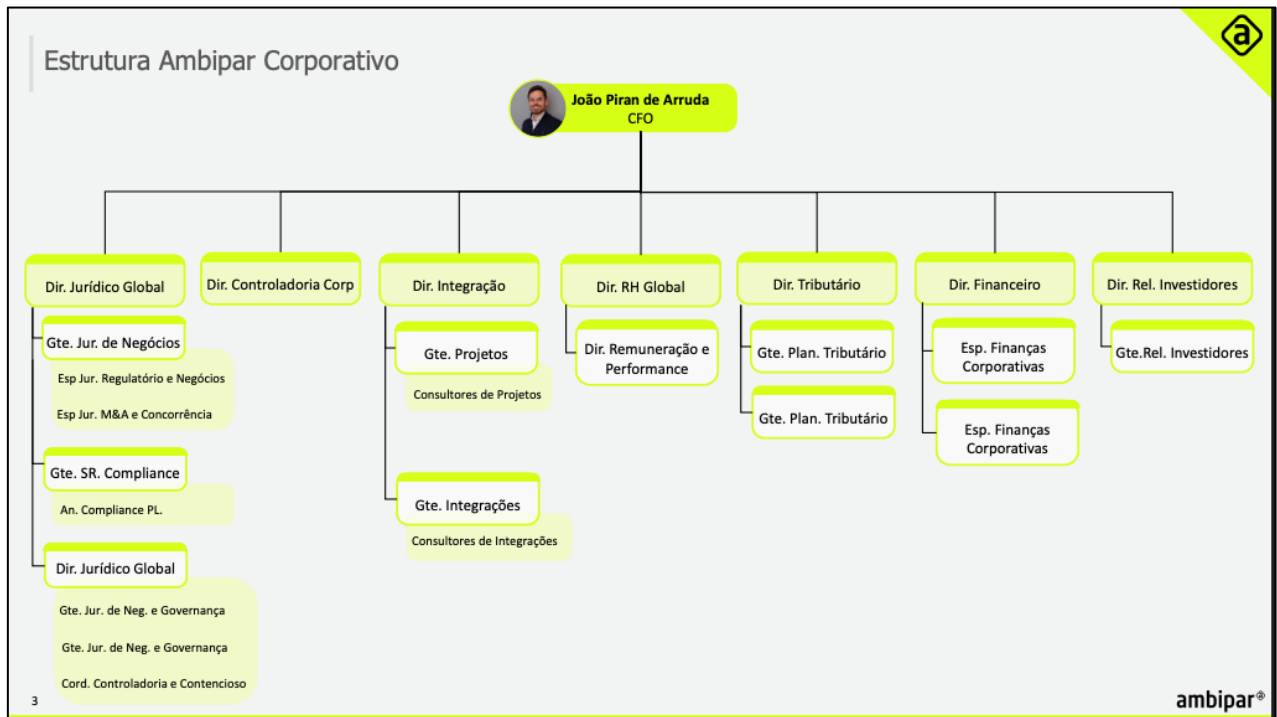 Estrutura Ambipar Corporativo
João Piran de Arruda
CFO
Dir. Jurídico Global
Gte. Jur. de Negócios
Esp Jur. Regulatório e Negócios
Esp Jur. M&A e Concorrência
Gte. SR. Compliance
An. Compliance PL.
Dir. Jurídico Global
Gte. Jur. de Neg. e Governança
Gte. Jur. de Neg. e Governança
Cord. Controladoria e Contencioso
Dir. Controladoria Corp
Dir. Integração
Gte. Projetos
Consultores de Projetos
Gte. Integrações
Consultores de Integrações
Dir. RH Global
Dir. Remuneração e
Performance
Dir. Tributário
Gte. Plan. Tributário
Gte. Plan. Tributário
Dir. Financeiro
Esp. Finanças
Corporativas
Esp. Finanças
Corporativas
Dir. Rel. Investidores
Gte.Rel. Investidores
3
ambipar